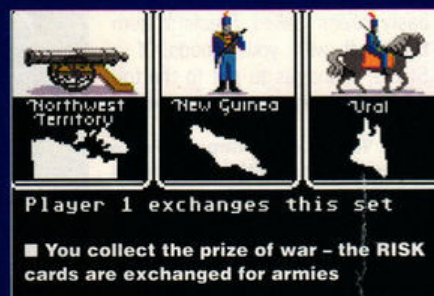 Northwest
Territory
New Guinea
Ural
Player 1 exchanges this set
■ You collect the prize of war – the RISK
cards are exchanged for armies